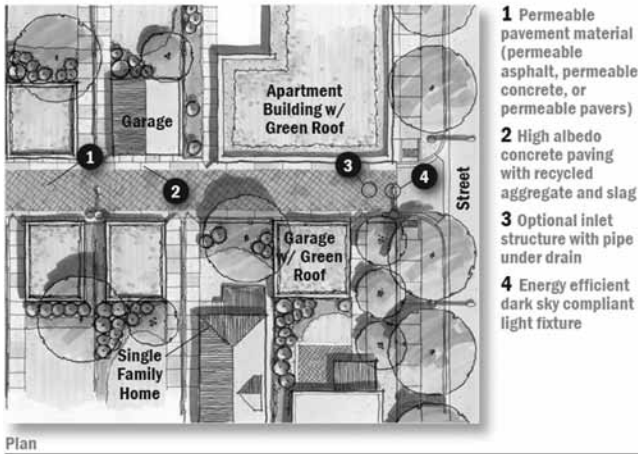 Garage
Apartment
Building w/
Green Roof
1
2
3
4
Street
Garage
w/ Green
Roof
Single
Family
Home
Plan
1 Permeable
pavement material
(permeable
asphalt, permeable
concrete, or
permeable pavers)
2 High albedo
concrete paving
with recycled
aggregate and slag
3 Optional inlet
structure with pipe
under drain
4 Energy efficient
dark sky compliant
light fixture